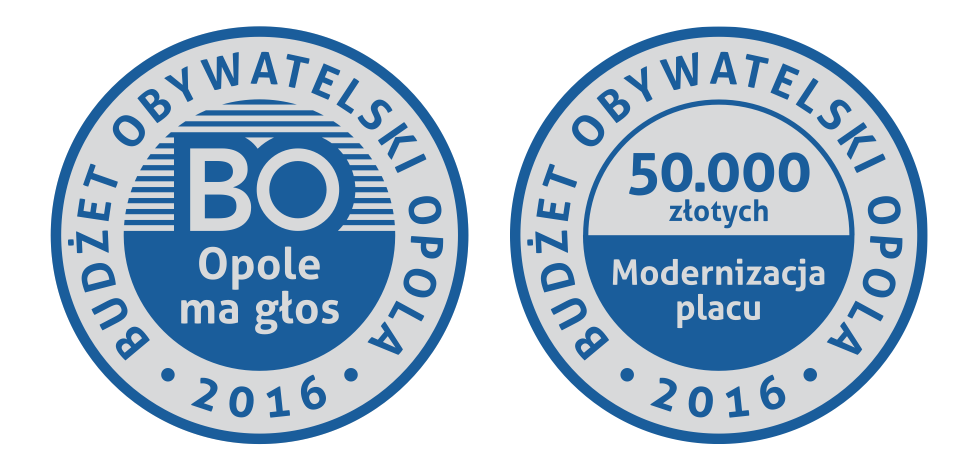 BUDŻET OBYWATELSKI OPOLA
BO
Opole
ma głos
• 2016 •
BUDŻET OBYWATELSKI OPOLA
50.000
złotych
Modernizacja
placu
• 2016 •